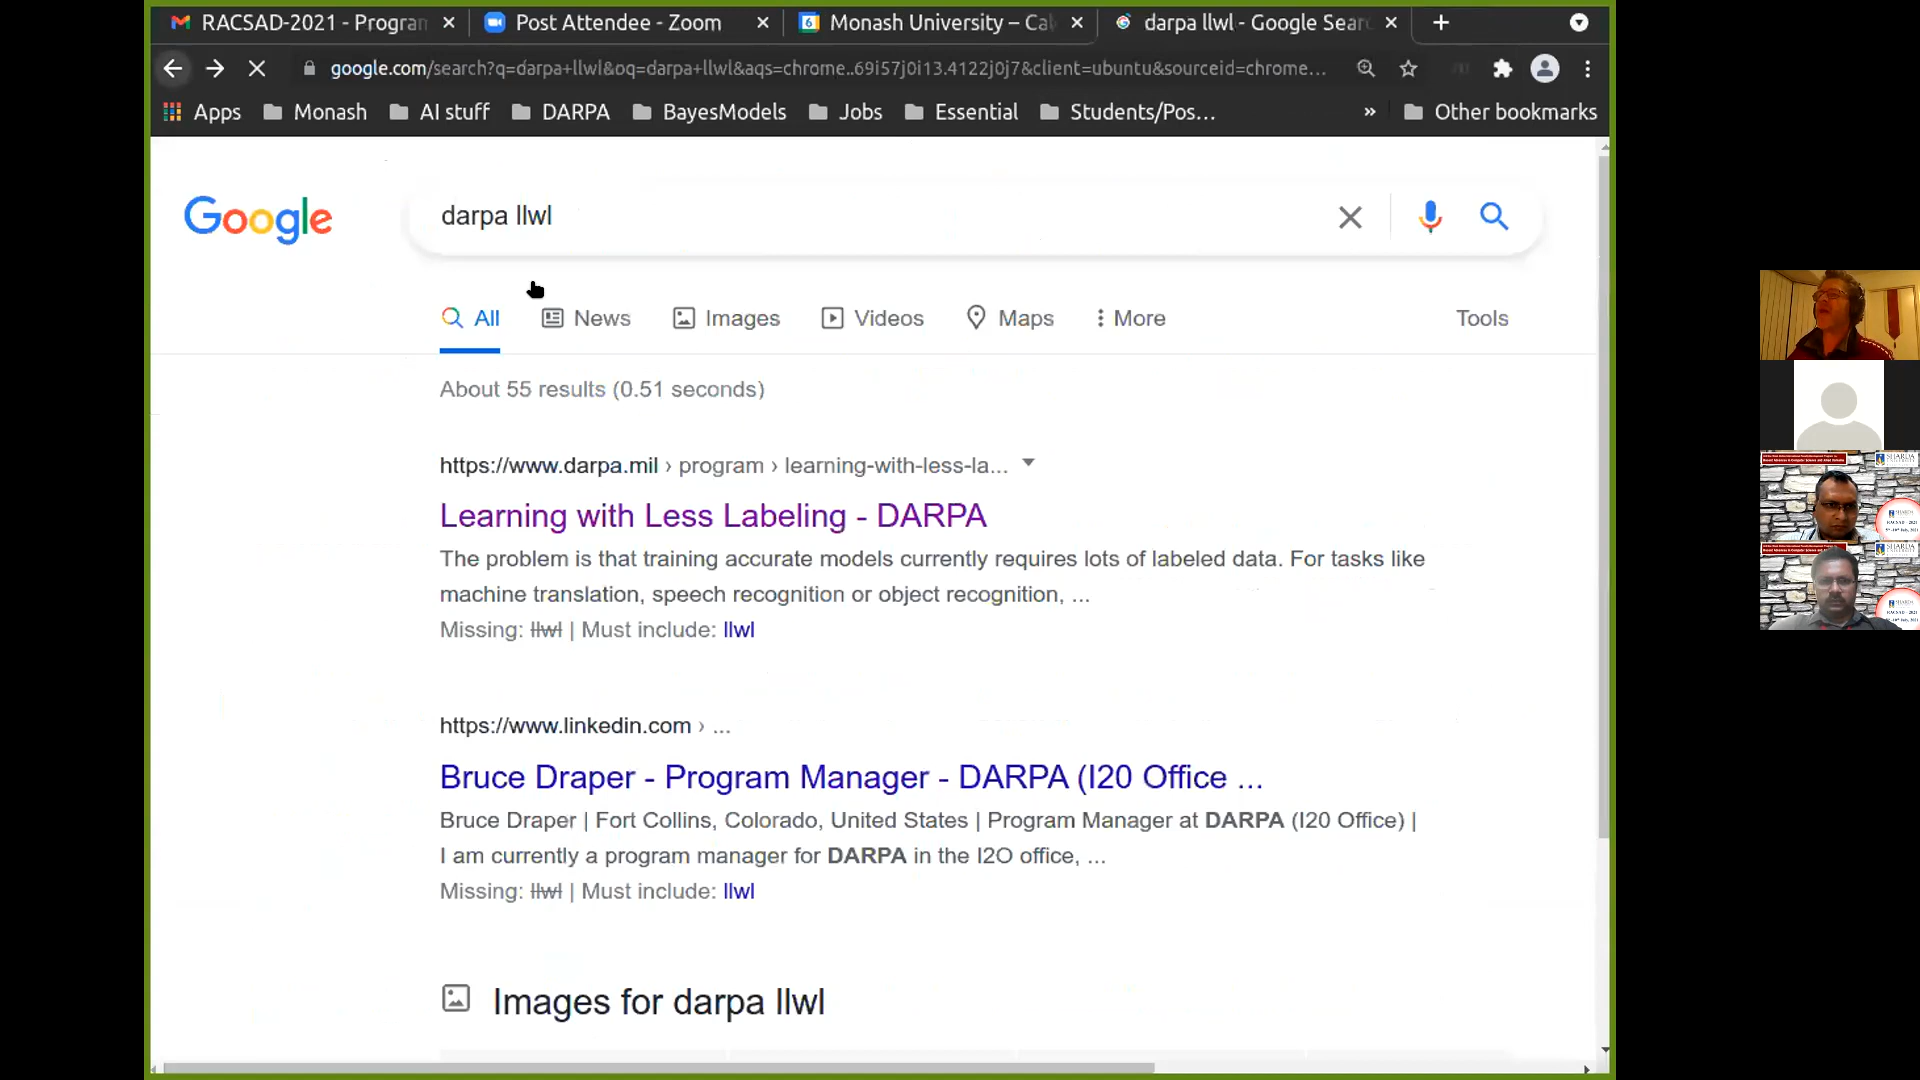 RACSAD-2021 - Program
Post Attendee - Zoom
6
Monash University – Cal
darpa llwl - Google Sear
google.com/search?q=darpa+llwl&oq=darpa+llwl&aqs=chrome..69i57j0i13.4122j0j7&client=ubuntu&sourceid=chrome...
Apps
Monash
AI stuff
DARPA
BayesModels
Jobs
Essential
Students/Pos...
»
Other bookmarks
Google
darpa llwl
All
News
Images
Videos
Maps
More
Tools
About 55 results (0.51 seconds)
https://www.darpa.mil › program › learning-with-less-la...
Learning with Less Labeling - DARPA
The problem is that training accurate models currently requires lots of labeled data. For tasks like
machine translation, speech recognition or object recognition, ...
Missing: llwl | Must include: llwl
https://www.linkedin.com › ...
Bruce Draper - Program Manager - DARPA (I20 Office ...
Bruce Draper | Fort Collins, Colorado, United States | Program Manager at DARPA (I20 Office) |
I am currently a program manager for DARPA in the I2O office, ...
Missing: llwl | Must include: llwl
Images for darpa llwl
SHARDA
SHARDA